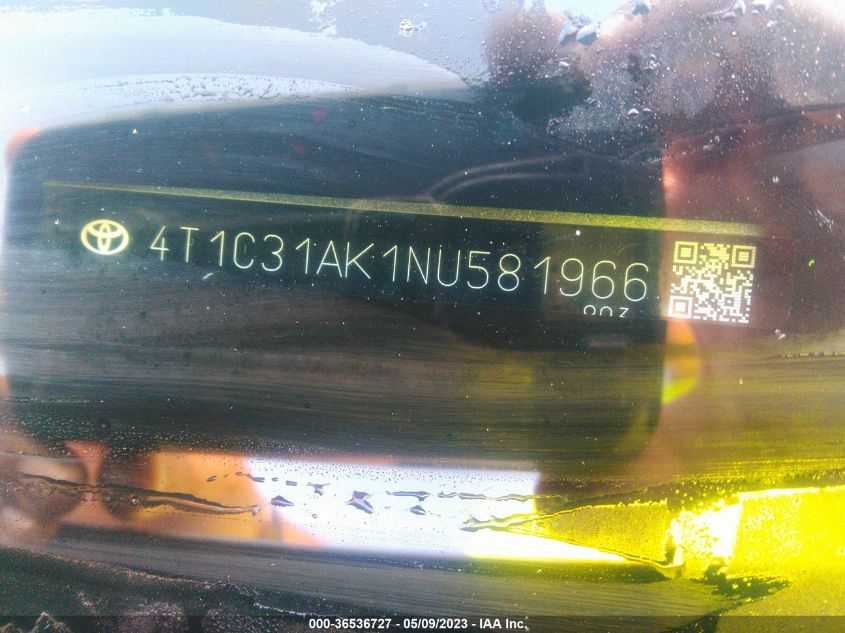 4T1C31AK1NU581966
000-36536727 - 05/09/2023 - IAA Inc.